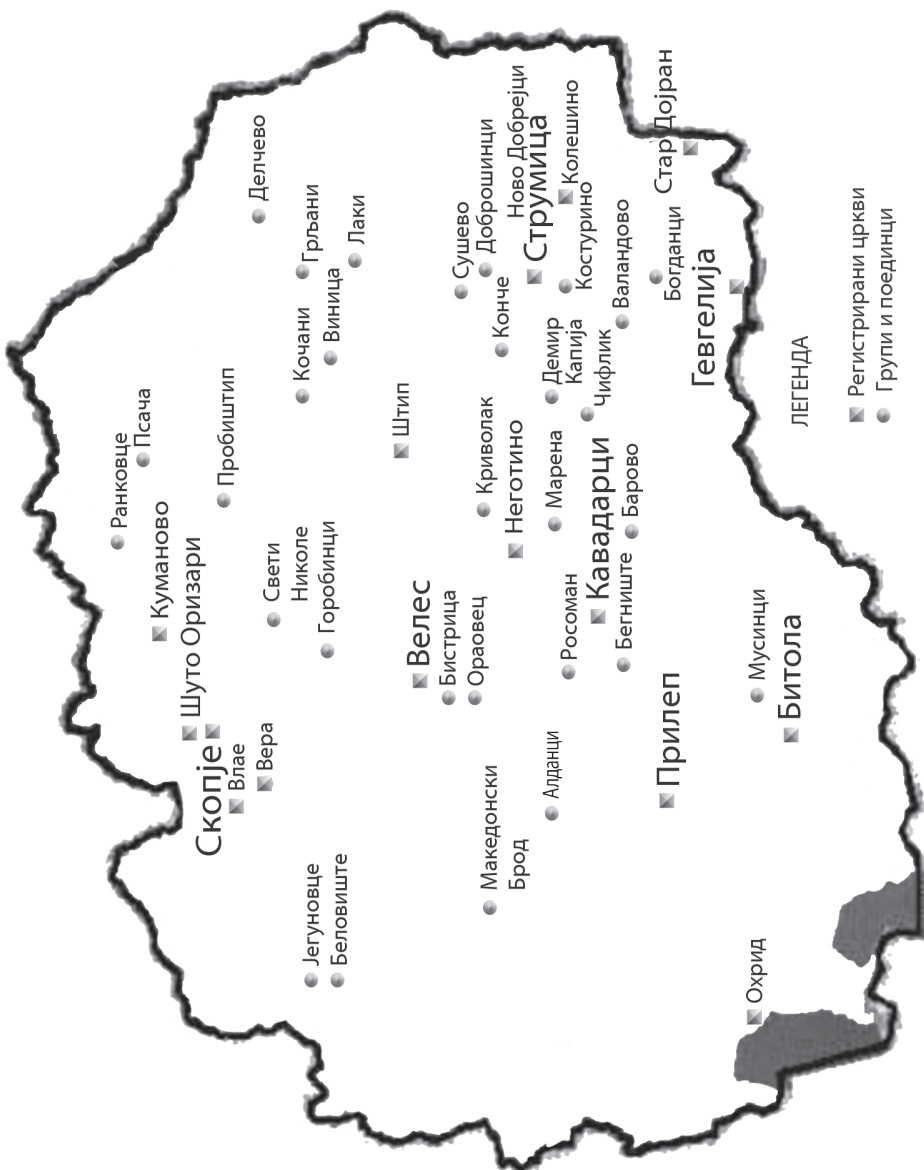 Ранковце
Псача
Куманово
Шуто Оризари
Скопје
Влае
Вера
Пробиштип
Делчево
Свети
Николе
Горобинци
Кочани
Грљани
Виница
Лаки
Јегуновце
Беловиште
Штип
Велес
Бистрица
Ораовец
Сушево
Доброшинци
Ново Добрејци
Струмица
Колешино
Костурино
Конче
Криволак
Неготино
Македонски
Брод
Алданци
Демир
Капија
Чифлик
Марена
Валандово
Росоман
Кавадарци
Бегниште
Барово
Стар Дојран
Богданци
Гевгелија
Прилеп
Мусинци
Битола
Охрид
ЛЕГЕНДА
Регистрирани цркви
Групи и поединци